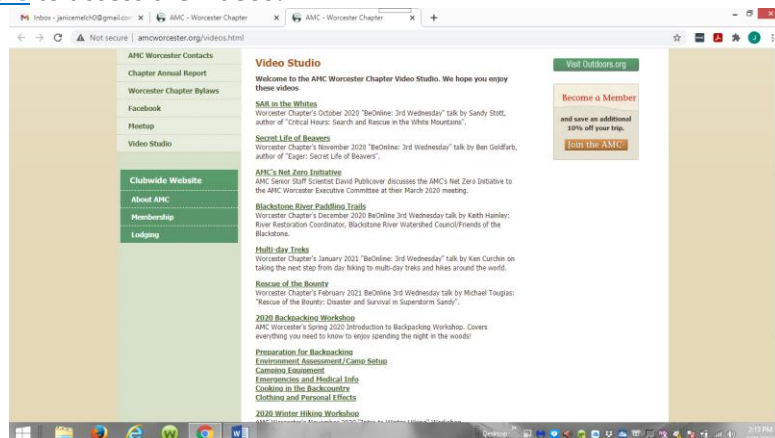 Inbox - janicemelch0@gmail.com
AMC - Worcester Chapter
AMC - Worcester Chapter
Not secure | amcworcester.org/videos.html
AMC Worcester Contacts
Chapter Annual Report
Worcester Chapter Bylaws
Facebook
Meetup
Video Studio
Clubwide Website
About AMC
Membership
Lodging
Video Studio
Welcome to the AMC Worcester Chapter Video Studio. We hope you enjoy
these videos
SAR in the Whites
Worcester Chapter's October 2020 "BeOnline: 3rd Wednesday" talk by Sandy Stott,
author of "Critical Hours: Search and Rescue in the White Mountains".
Secret Life of Beavers
Worcester Chapter's November 2020 "BeOnline: 3rd Wednesday" talk by Ben Goldfarb,
author of "Eager: Secret Life of Beavers".
AMC's Net Zero Initiative
AMC Senior Staff Scientist David Publicover discusses the AMC's Net Zero Initiative to
the AMC Worcester Executive Committee at their March 2020 meeting.
Blackstone River Paddling Trails
Worcester Chapter's December 2020 BeOnline 3rd Wednesday talk by Keith Hainley:
River Restoration Coordinator, Blackstone River Watershed Council/Friends of the
Blackstone.
Multi-day Treks
Worcester Chapter's January 2021 "BeOnline: 3rd Wednesday" talk by Ken Curchin on
taking the next step from day hiking to multi-day treks and hikes around the world.
Rescue of the Bounty
Worcester Chapter's February 2021 BeOnline 3rd Wednesday talk by Michael Tougias:
"Rescue of the Bounty: Disaster and Survival in Superstorm Sandy".
2020 Backpacking Workshop
AMC Worcester's Spring 2020 Introduction to Backpacking Workshop. Covers
everything you need to know to enjoy spending the night in the woods!
Preparation for Backpacking
Environment Assessment/Camp Setup
Camping Equipment
Emergencies and Medical Info
Cooking in the Backcountry
Clothing and Personal Effects
2020 Winter Hiking Workshop
Visit Outdoors.org
Become a Member
and save an additional
10% off your trip.
Join the AMC
Desktop
2:13 PM